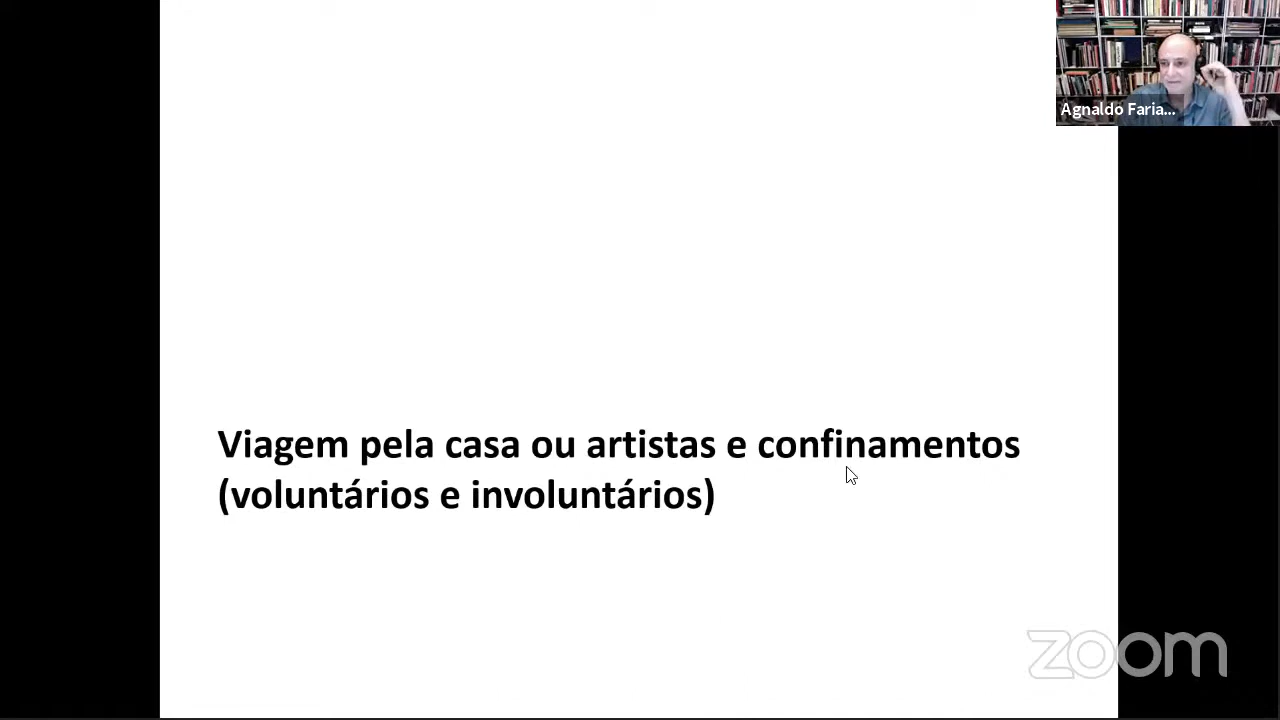 Agnaldo Faria...
Viagem pela casa ou artistas e confinamentos
(voluntários e involuntários)
zoom